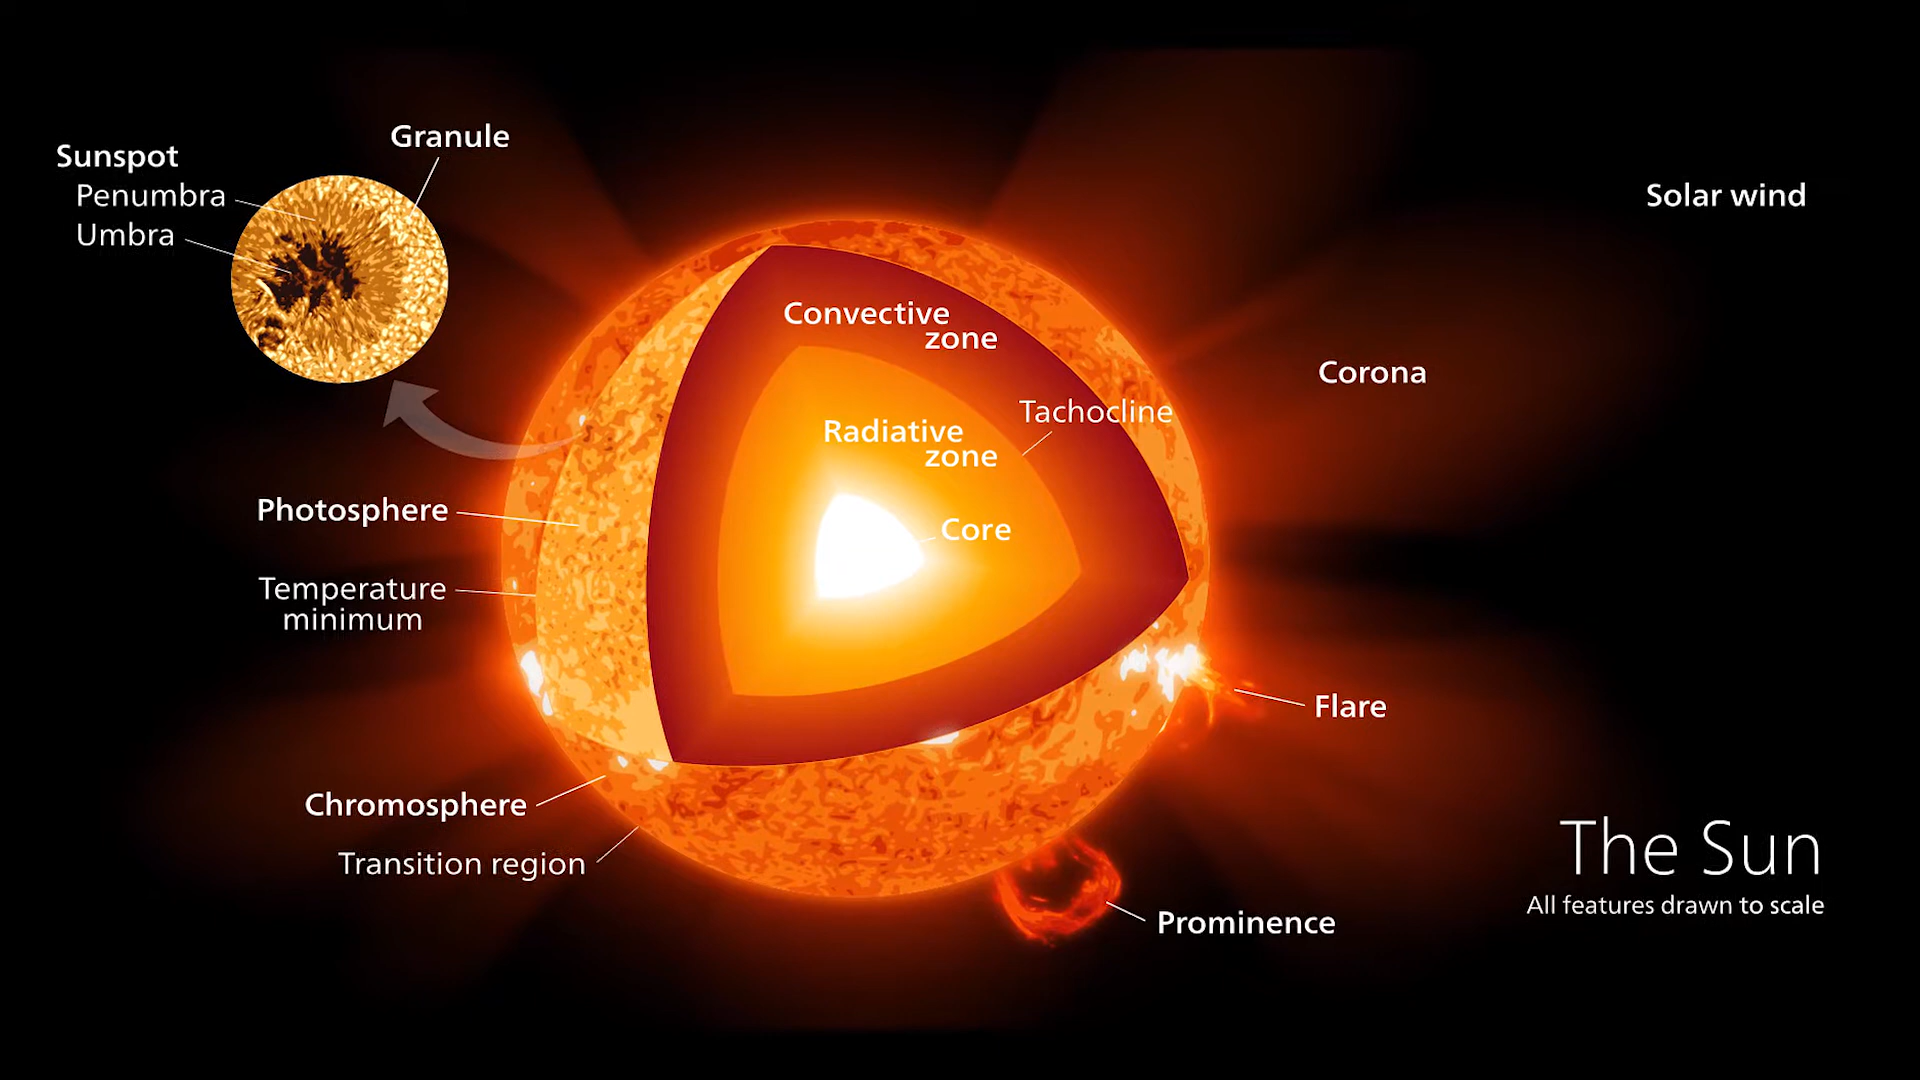 Granule
Sunspot
Penumbra
Umbra
Solar wind
Convective
zone
Corona
Tachocline
Radiative
zone
Photosphere
Core
Temperature
minimum
Flare
Chromosphere
Transition region
The Sun
All features drawn to scale
Prominence